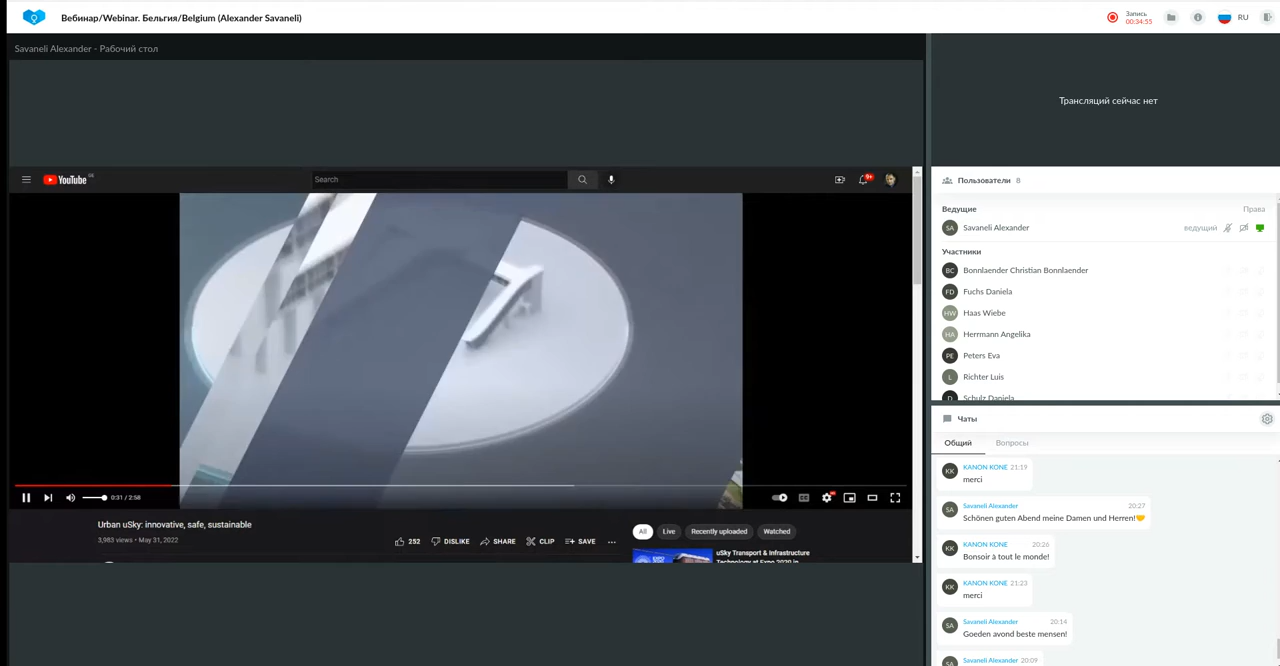 Вебинар/Webinar. Бельгия/Belgium (Alexander Savaneli)
Запись
00:34:55
RU
Savaneli Alexander - Рабочий стол
Трансляций сейчас нет
YouTube
Search
9+
0:31 / 2:58
Urban uSky: innovative, safe, sustainable
3,983 views • May 31, 2022
252
DISLIKE
SHARE
CLIP
SAVE
All
Live
Recently uploaded
Watched
uSky Transport & Infrastructure
Technology at Expo 2020 in
Пользователи 8
Ведущие
Права
SA
Savaneli Alexander
ведущий
Участники
BC
Bonnlaender Christian Bonnlaender
FD
Fuchs Daniela
HW
Haas Wiebe
HA
Herrmann Angelika
PE
Peters Eva
L
Richter Luis
D
Schulz Daniela
Чаты
Общий
Вопросы
KK
KANON KONE 21:19
merci
SA
Savaneli Alexander 20:27
Schönen guten Abend meine Damen und Herren!🤝
KK
KANON KONE 20:26
Bonsoir à tout le monde!
KK
KANON KONE 21:23
merci
SA
Savaneli Alexander 20:14
Goeden avond beste mensen!
SA
Savaneli Alexander 20:09